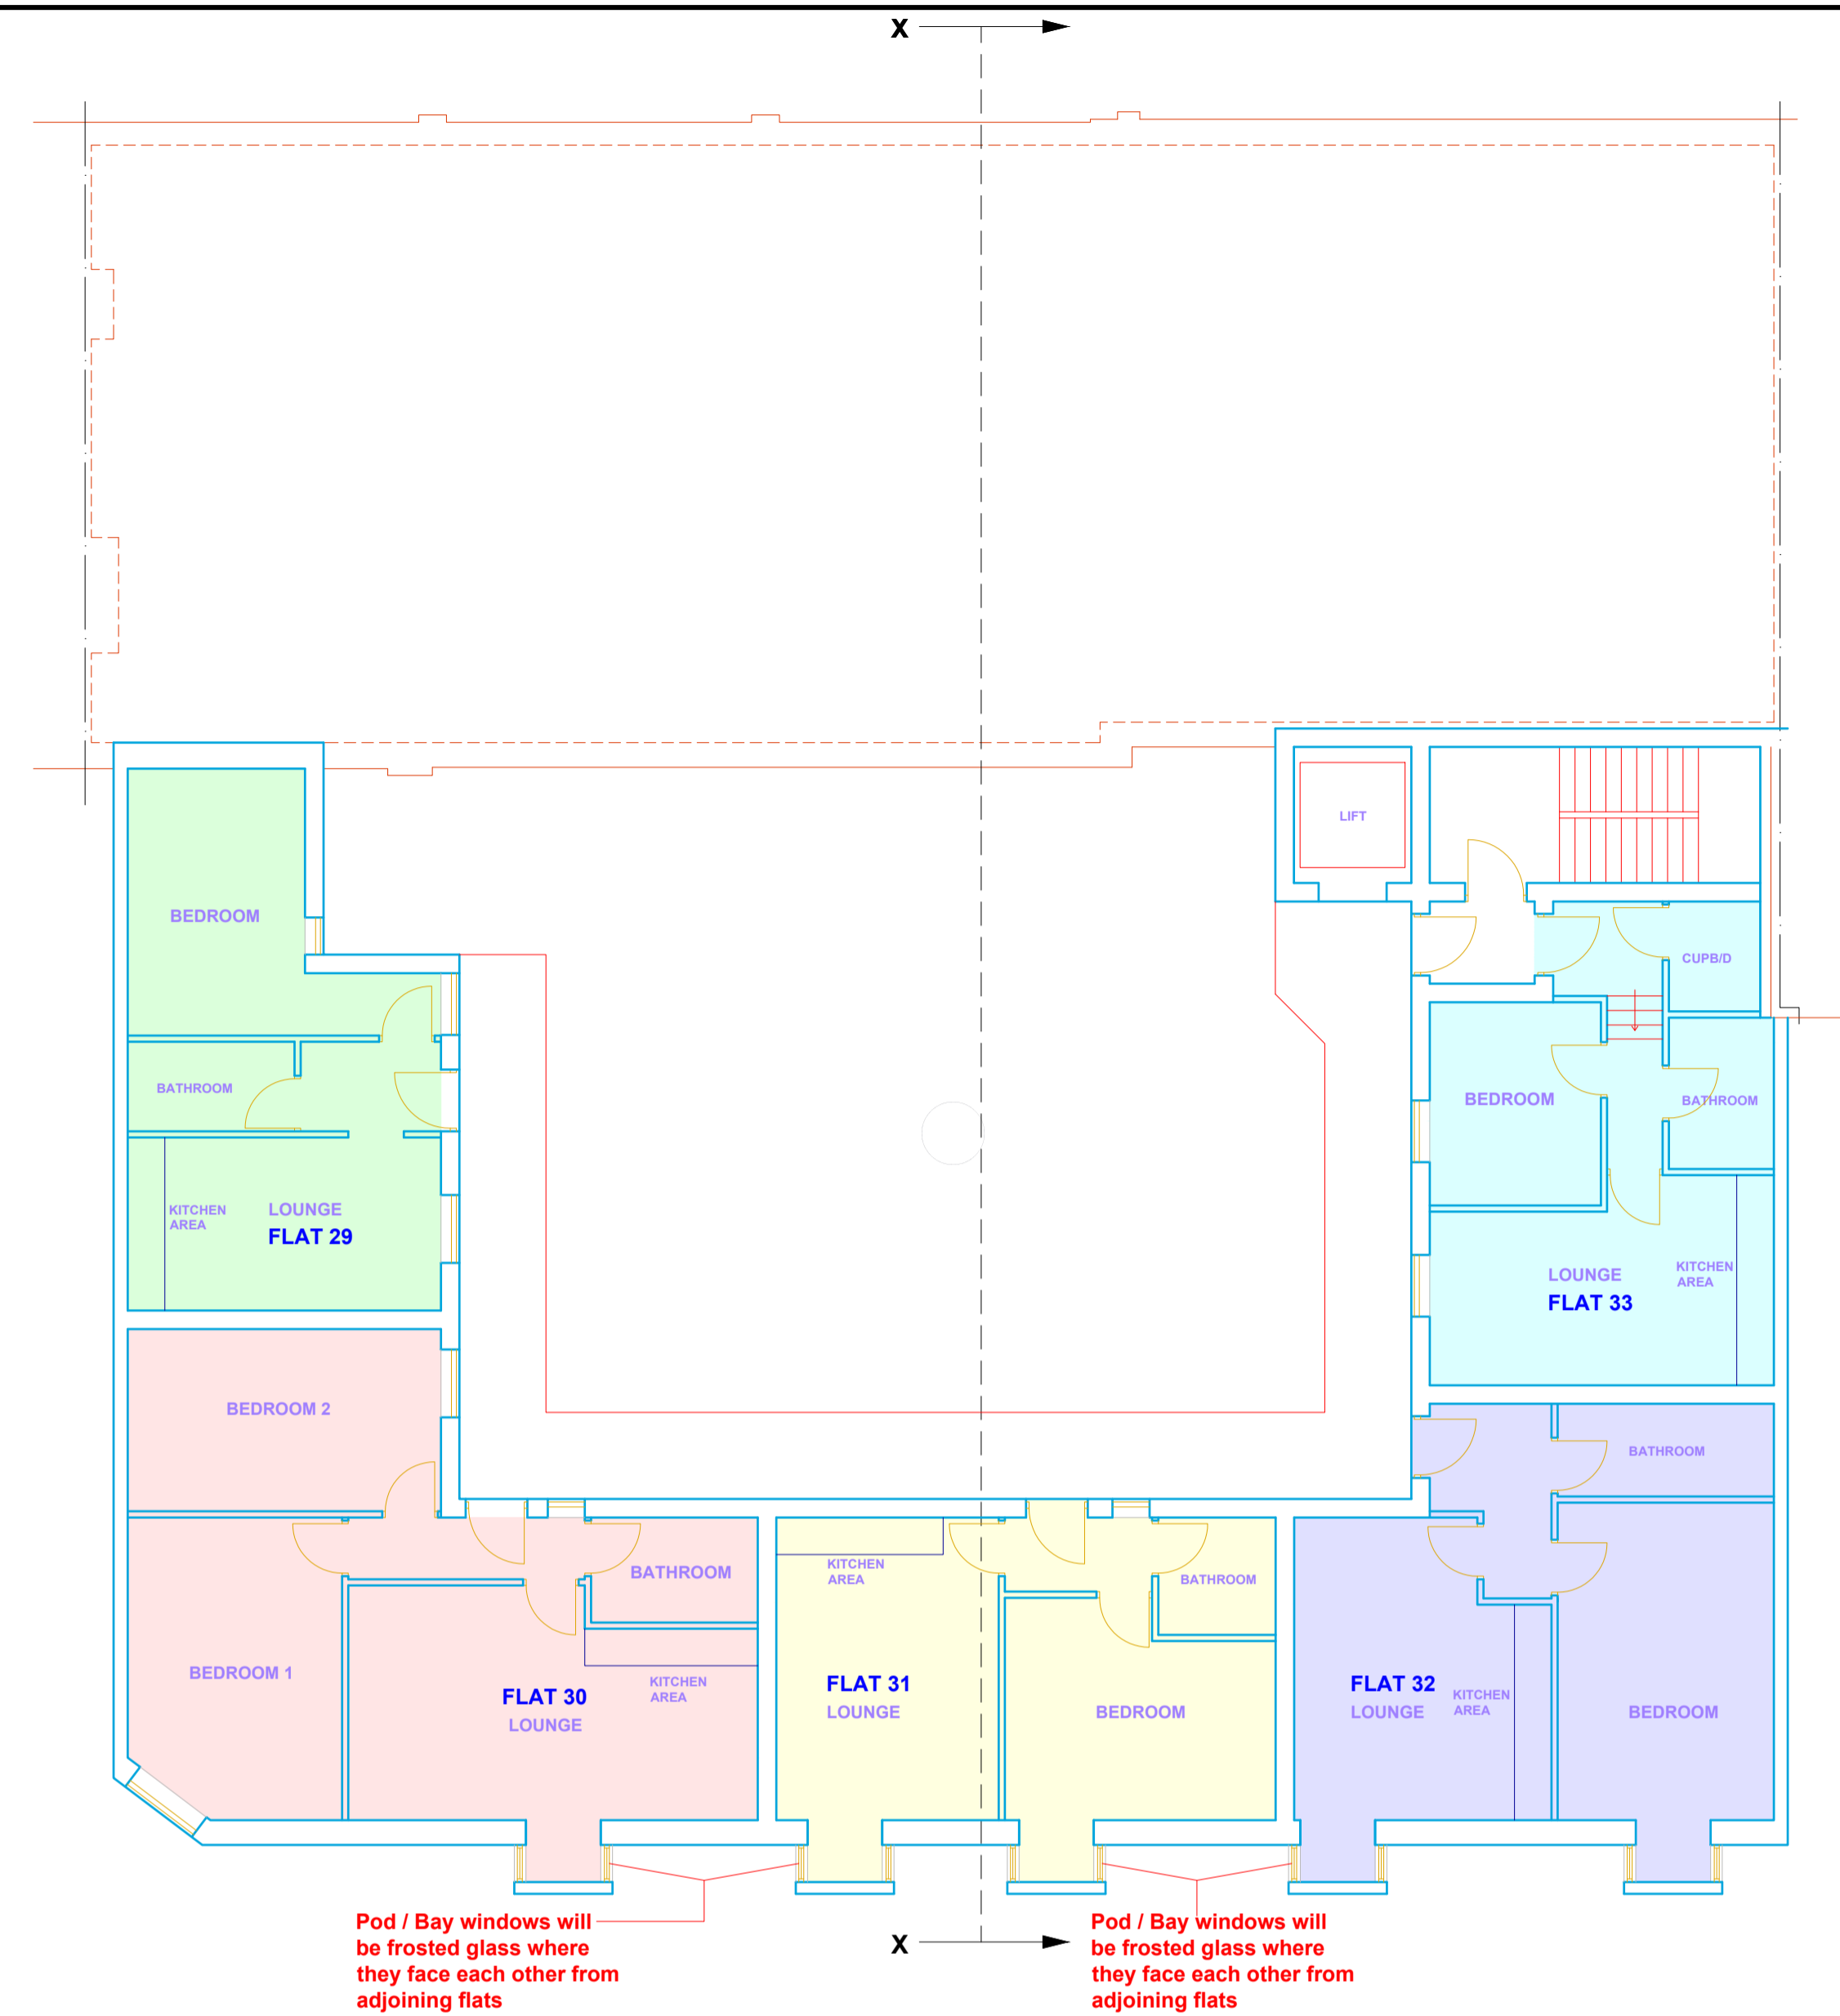 X
LIFT
BEDROOM
CUPB/D
BATHROOM
BEDROOM
BATHROOM
KITCHEN
AREA
LOUNGE
FLAT 29
LOUNGE
FLAT 33
KITCHEN
AREA
BEDROOM 2
BATHROOM
BATHROOM
KITCHEN
AREA
BATHROOM
BEDROOM 1
FLAT 30
LOUNGE
KITCHEN
AREA
FLAT 31
LOUNGE
BEDROOM
FLAT 32
LOUNGE
KITCHEN
AREA
BEDROOM
Pod / Bay windows will
be frosted glass where
they face each other from
adjoining flats
X
Pod / Bay windows will
be frosted glass where
they face each other from
adjoining flats